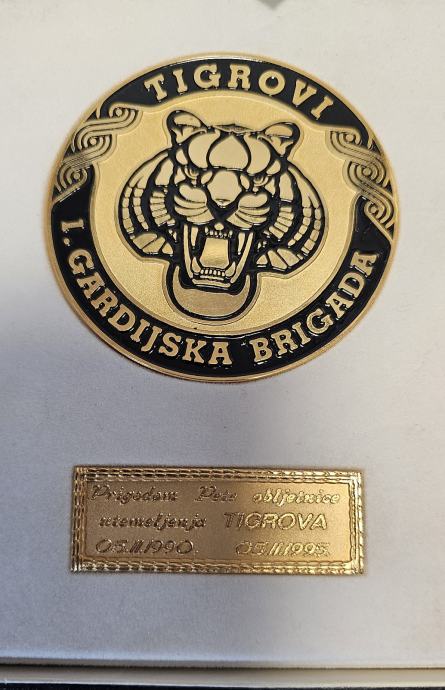 TIGROVI
1. GARDIJSKA BRIGADA
Prigodom Pete obljetnice
utemeljenja TIGROVA
05.11.1990. 05.11.1995.